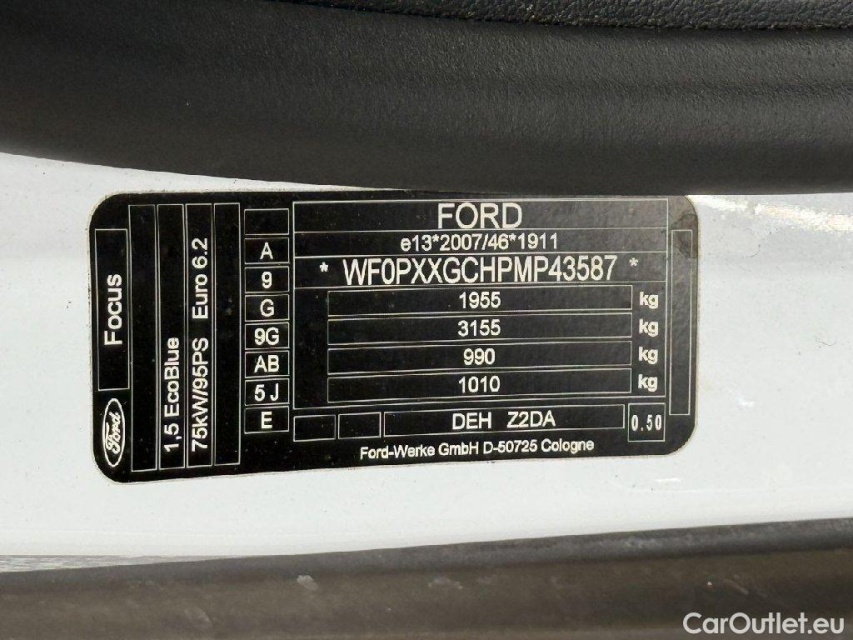 FORD
e13*2007/46*1911
* WF0PXXGCHPMP43587 *
1955 kg
3155 kg
990 kg
1010 kg
DEH Z2DA
0.50
Ford-Werke GmbH D-50725 Cologne
A
9
G
9G
AB
5J
E
Focus
Ford
1,5 EcoBlue
75kW/95PS Euro 6.2
CarOutlet.eu